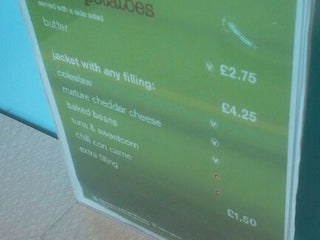 potatoes
served with a side salad
butter £2.75
jacket with any filling: £4.25
coleslaw
mature cheddar cheese
baked beans
tuna & sweetcorn
chilli con carne
extra filling £1.50